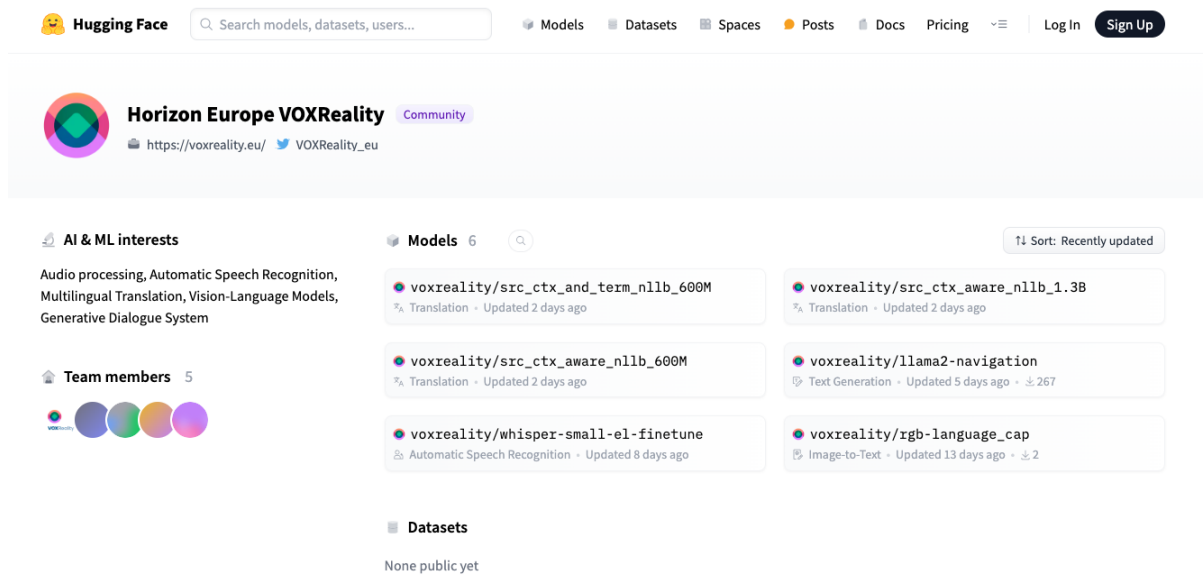 Hugging Face
Search models, datasets, users...
Models
Datasets
Spaces
Posts
Docs
Pricing
Log In
Sign Up
Horizon Europe VOXReality Community
https://voxreality.eu/ VOXReality_eu
AI & ML interests
Audio processing, Automatic Speech Recognition,
Multilingual Translation, Vision-Language Models,
Generative Dialogue System
Team members 5
VOXReality
Models 6
Sort: Recently updated
voxreality/src_ctx_and_term_nllb_600M
Translation • Updated 2 days ago
voxreality/src_ctx_aware_nllb_1.3B
Translation • Updated 2 days ago
voxreality/src_ctx_aware_nllb_600M
Translation • Updated 2 days ago
voxreality/llama2-navigation
Text Generation • Updated 5 days ago • 267
voxreality/whisper-small-el-finetune
Automatic Speech Recognition • Updated 8 days ago
voxreality/rgb-language_cap
Image-to-Text • Updated 13 days ago • 2
Datasets
None public yet